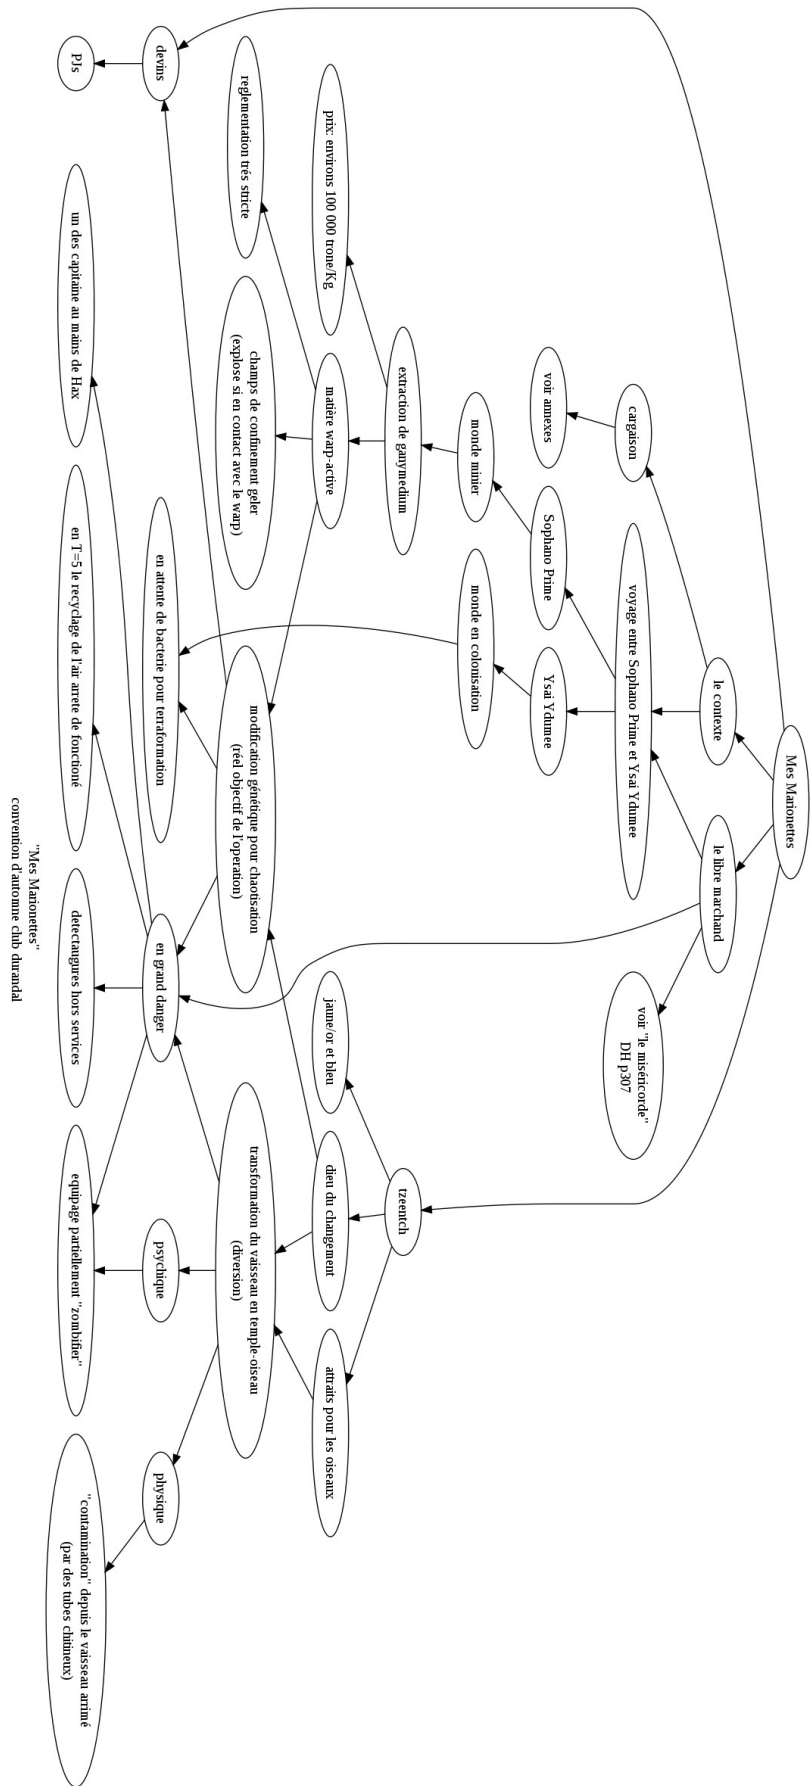 Mes Marionettes
le contexte
le libre marchand
cargaison
voyage entre Sophano Prime et Ysai Ydumee
voir "le miséricorde"
DH p307
voir annexes
Sophano Prime
Ysai Ydumee
monde minier
monde en colonisation
extraction de ganymedium
tzeentch
prix: environs 100 000 trone/Kg
matière warp-active
jaune/or et bleu
dieu du changement
attraits pour les oiseaux
reglementation trés stricte
champs de confinement geler
(explose si en contact avec le warp)
modification génétique pour chaotisation
(réel objectif de l'operation)
transformation du vaisseau en temple-oiseau
(diversion)
devins
en attente de bacterie pour terraformation
en grand danger
psychique
physique
PJs
un des capitaine au mains de Hax
en T=5 le recyclage de l'air arrete de fonctioné
detectaugures hors services
equipage partiellement "zombifier"
"contamination" depuis le vaisseau arrimé
(par des tubes chitineux)
"Mes Marionettes"
convention d'automne club durandal